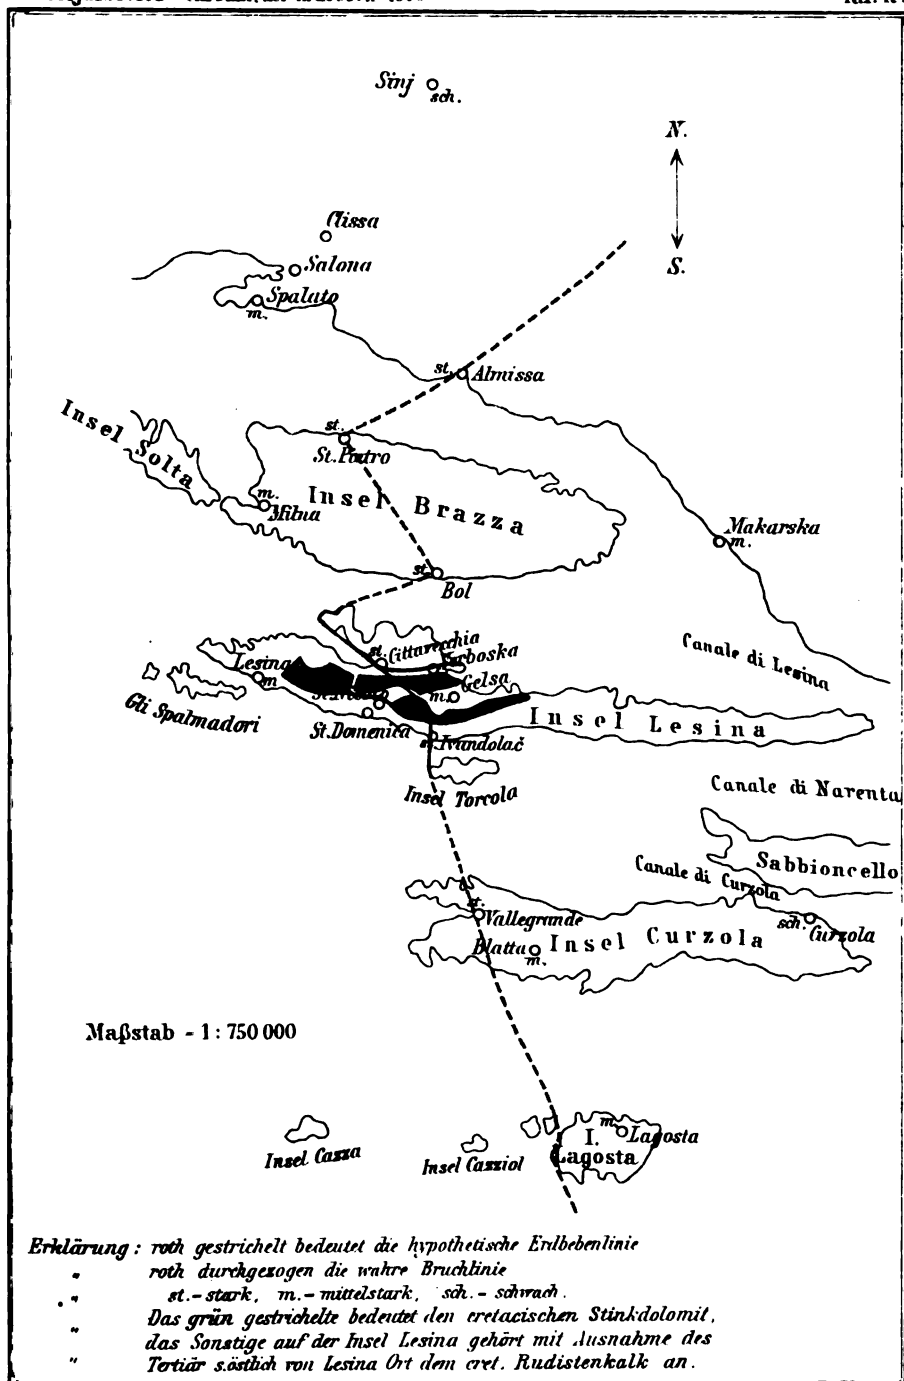 Sinj
sch.
N.
S.
Clissa
Salona
Spalato
m.
st. Almissa
Insel Solta
st.
St. Pietro
Insel Brazza
m.
Milna
Makarska
m.
st.
Bol
Canale di Lesina
st. Cittavecchia
Verboska
Lesina
m
Gelsa
m.
Gli Spalmadori
St. Domenica
Insel Lesina
Ivandolač
Insel Torcola
Canale di Narenta
Sabbioncello
Canale di Curzola
st.
Vallegrande
sch. Curzola
Blatta
m.
Insel Curzola
Maßstab - 1 : 750 000
m.
Lagosta
I.
Lagosta
Insel Cazza
Insel Cazziol
Erklärung : roth gestrichelt bedeutet die hypothetische Erdbebenlinie
" roth durchgezogen die wahre Bruchlinie
" st.- stark, m.- mittelstark, sch.- schwach.
Das grün gestrichelte bedeutet den cretacischen Stinkdolomit,
" das Sonstige auf der Insel Lesina gehört mit Ausnahme des
" Tertiär s.östlich von Lesina Ort dem cret. Rudistenkalk an.